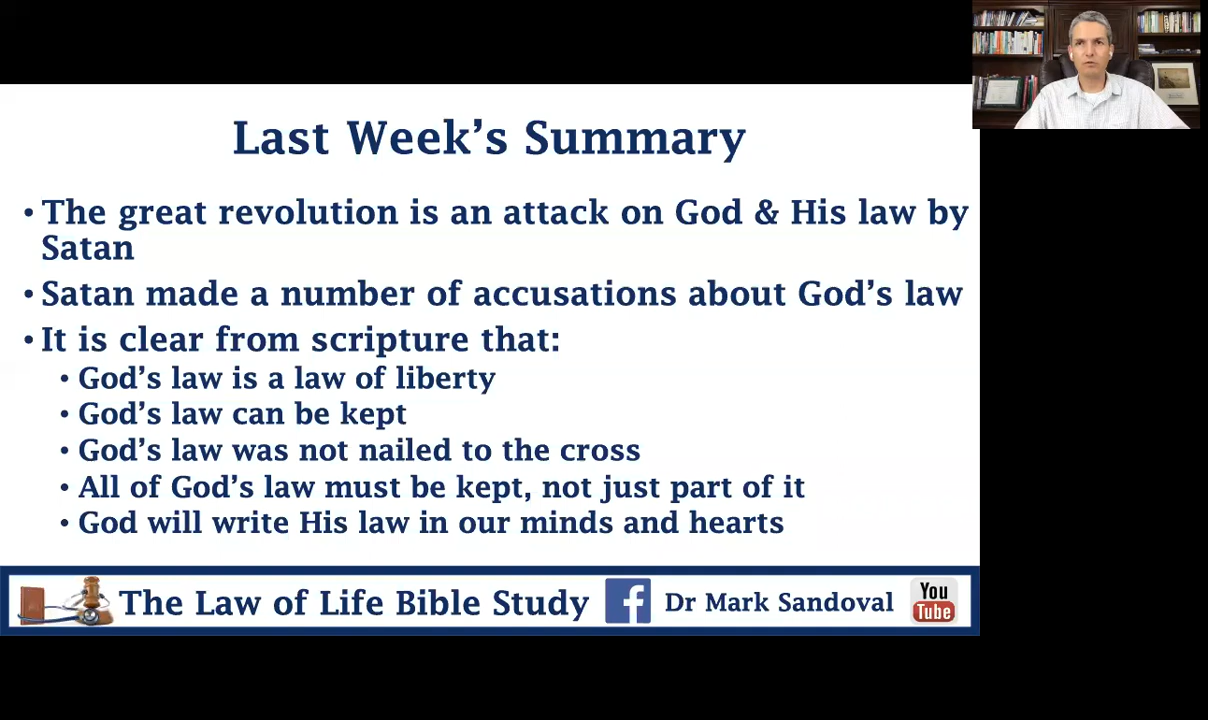 Last Week's Summary
• The great revolution is an attack on God & His law by
Satan
• Satan made a number of accusations about God's law
• It is clear from scripture that:
• God's law is a law of liberty
• God's law can be kept
• God's law was not nailed to the cross
• All of God's law must be kept, not just part of it
• God will write His law in our minds and hearts
The Law of Life Bible Study f Dr Mark Sandoval You
Tube